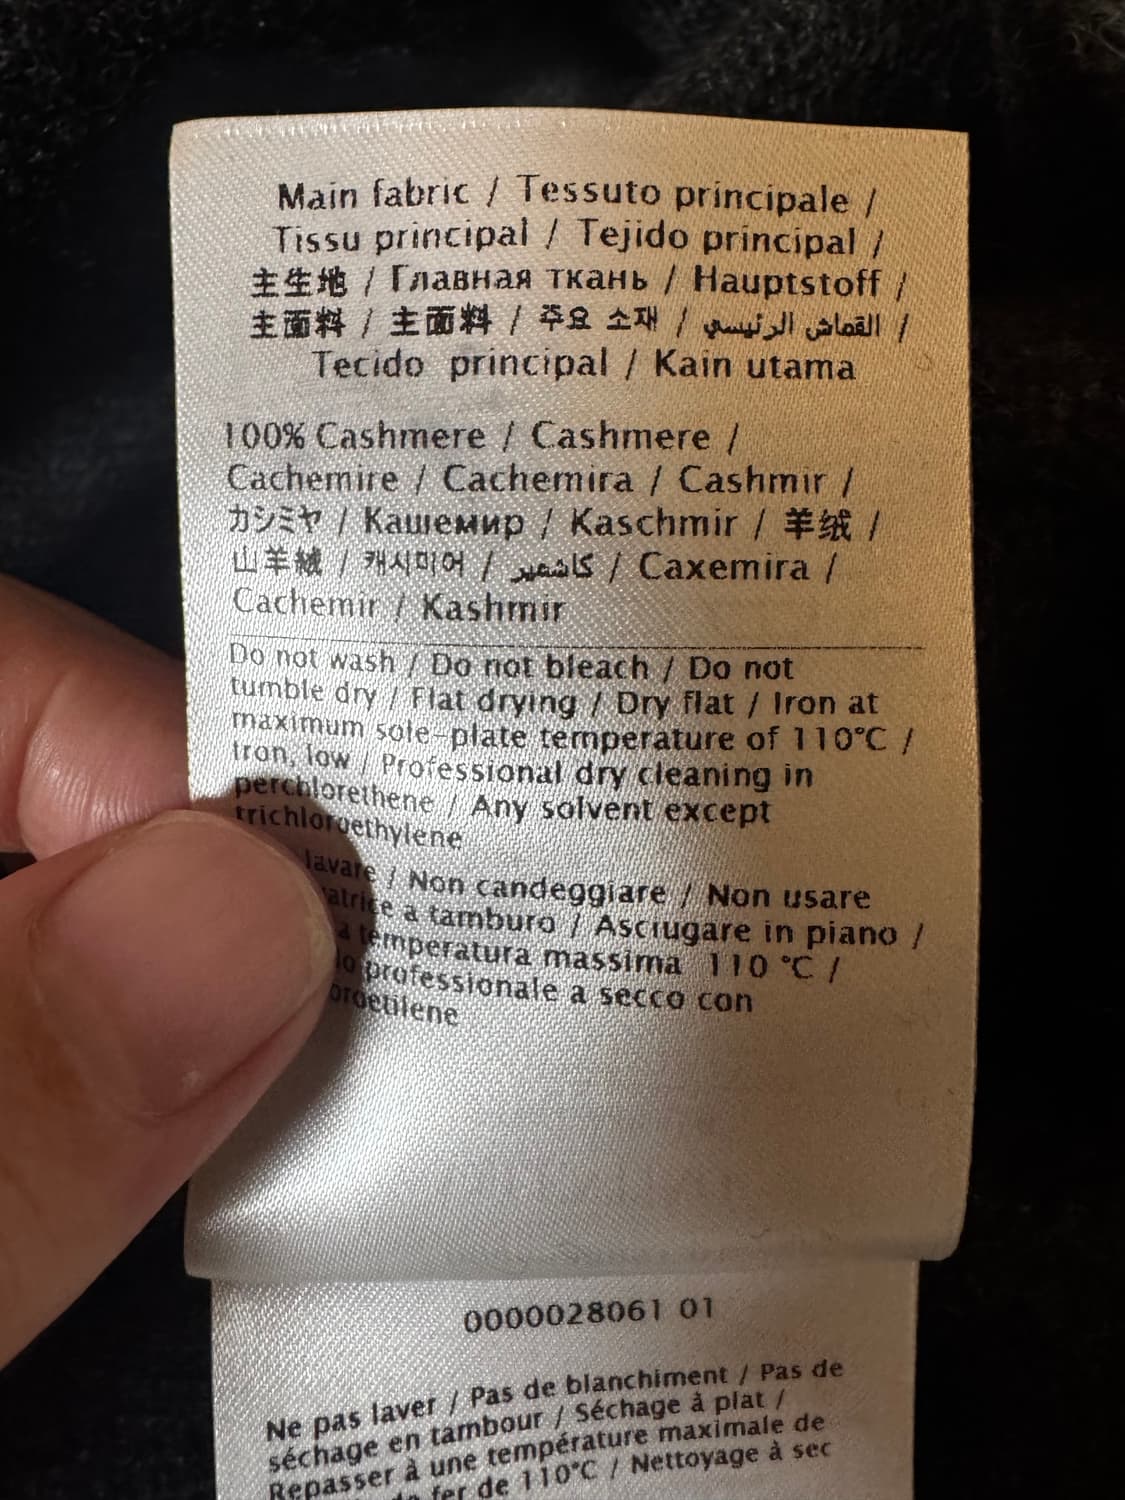 Main fabric / Tessuto principale /
Tissu principal / Tejido principal /
主生地 / Главная ткань / Hauptstoff /
主面料 / 主面料 / 주요 소재 / القماش الرئيسي /
Tecido principal / Kain utama
100% Cashmere / Cashmere /
Cachemire / Cachemira / Cashmir /
カシミヤ / Кашемир / Kaschmir / 羊绒 /
山羊絨 / 캐시미어 / كاشمير / Caxemira /
Cachemir / Kashmir
Do not wash / Do not bleach / Do not
tumble dry / Flat drying / Dry flat / Iron at
maximum sole-plate temperature of 110°C /
Iron, low / Professional dry cleaning in
perchlorethene / Any solvent except
trichloroethylene
lavare / Non candeggiare / Non usare
a tamburo / Asciugare in piano /
temperatura massima 110 °C /
professionale a secco con
0000028061 01
Ne pas laver / Pas de blanchiment / Pas de
séchage en tambour / Séchage à plat /
Repasser à une température maximale de
fer de 110°C / Nettoyage à sec